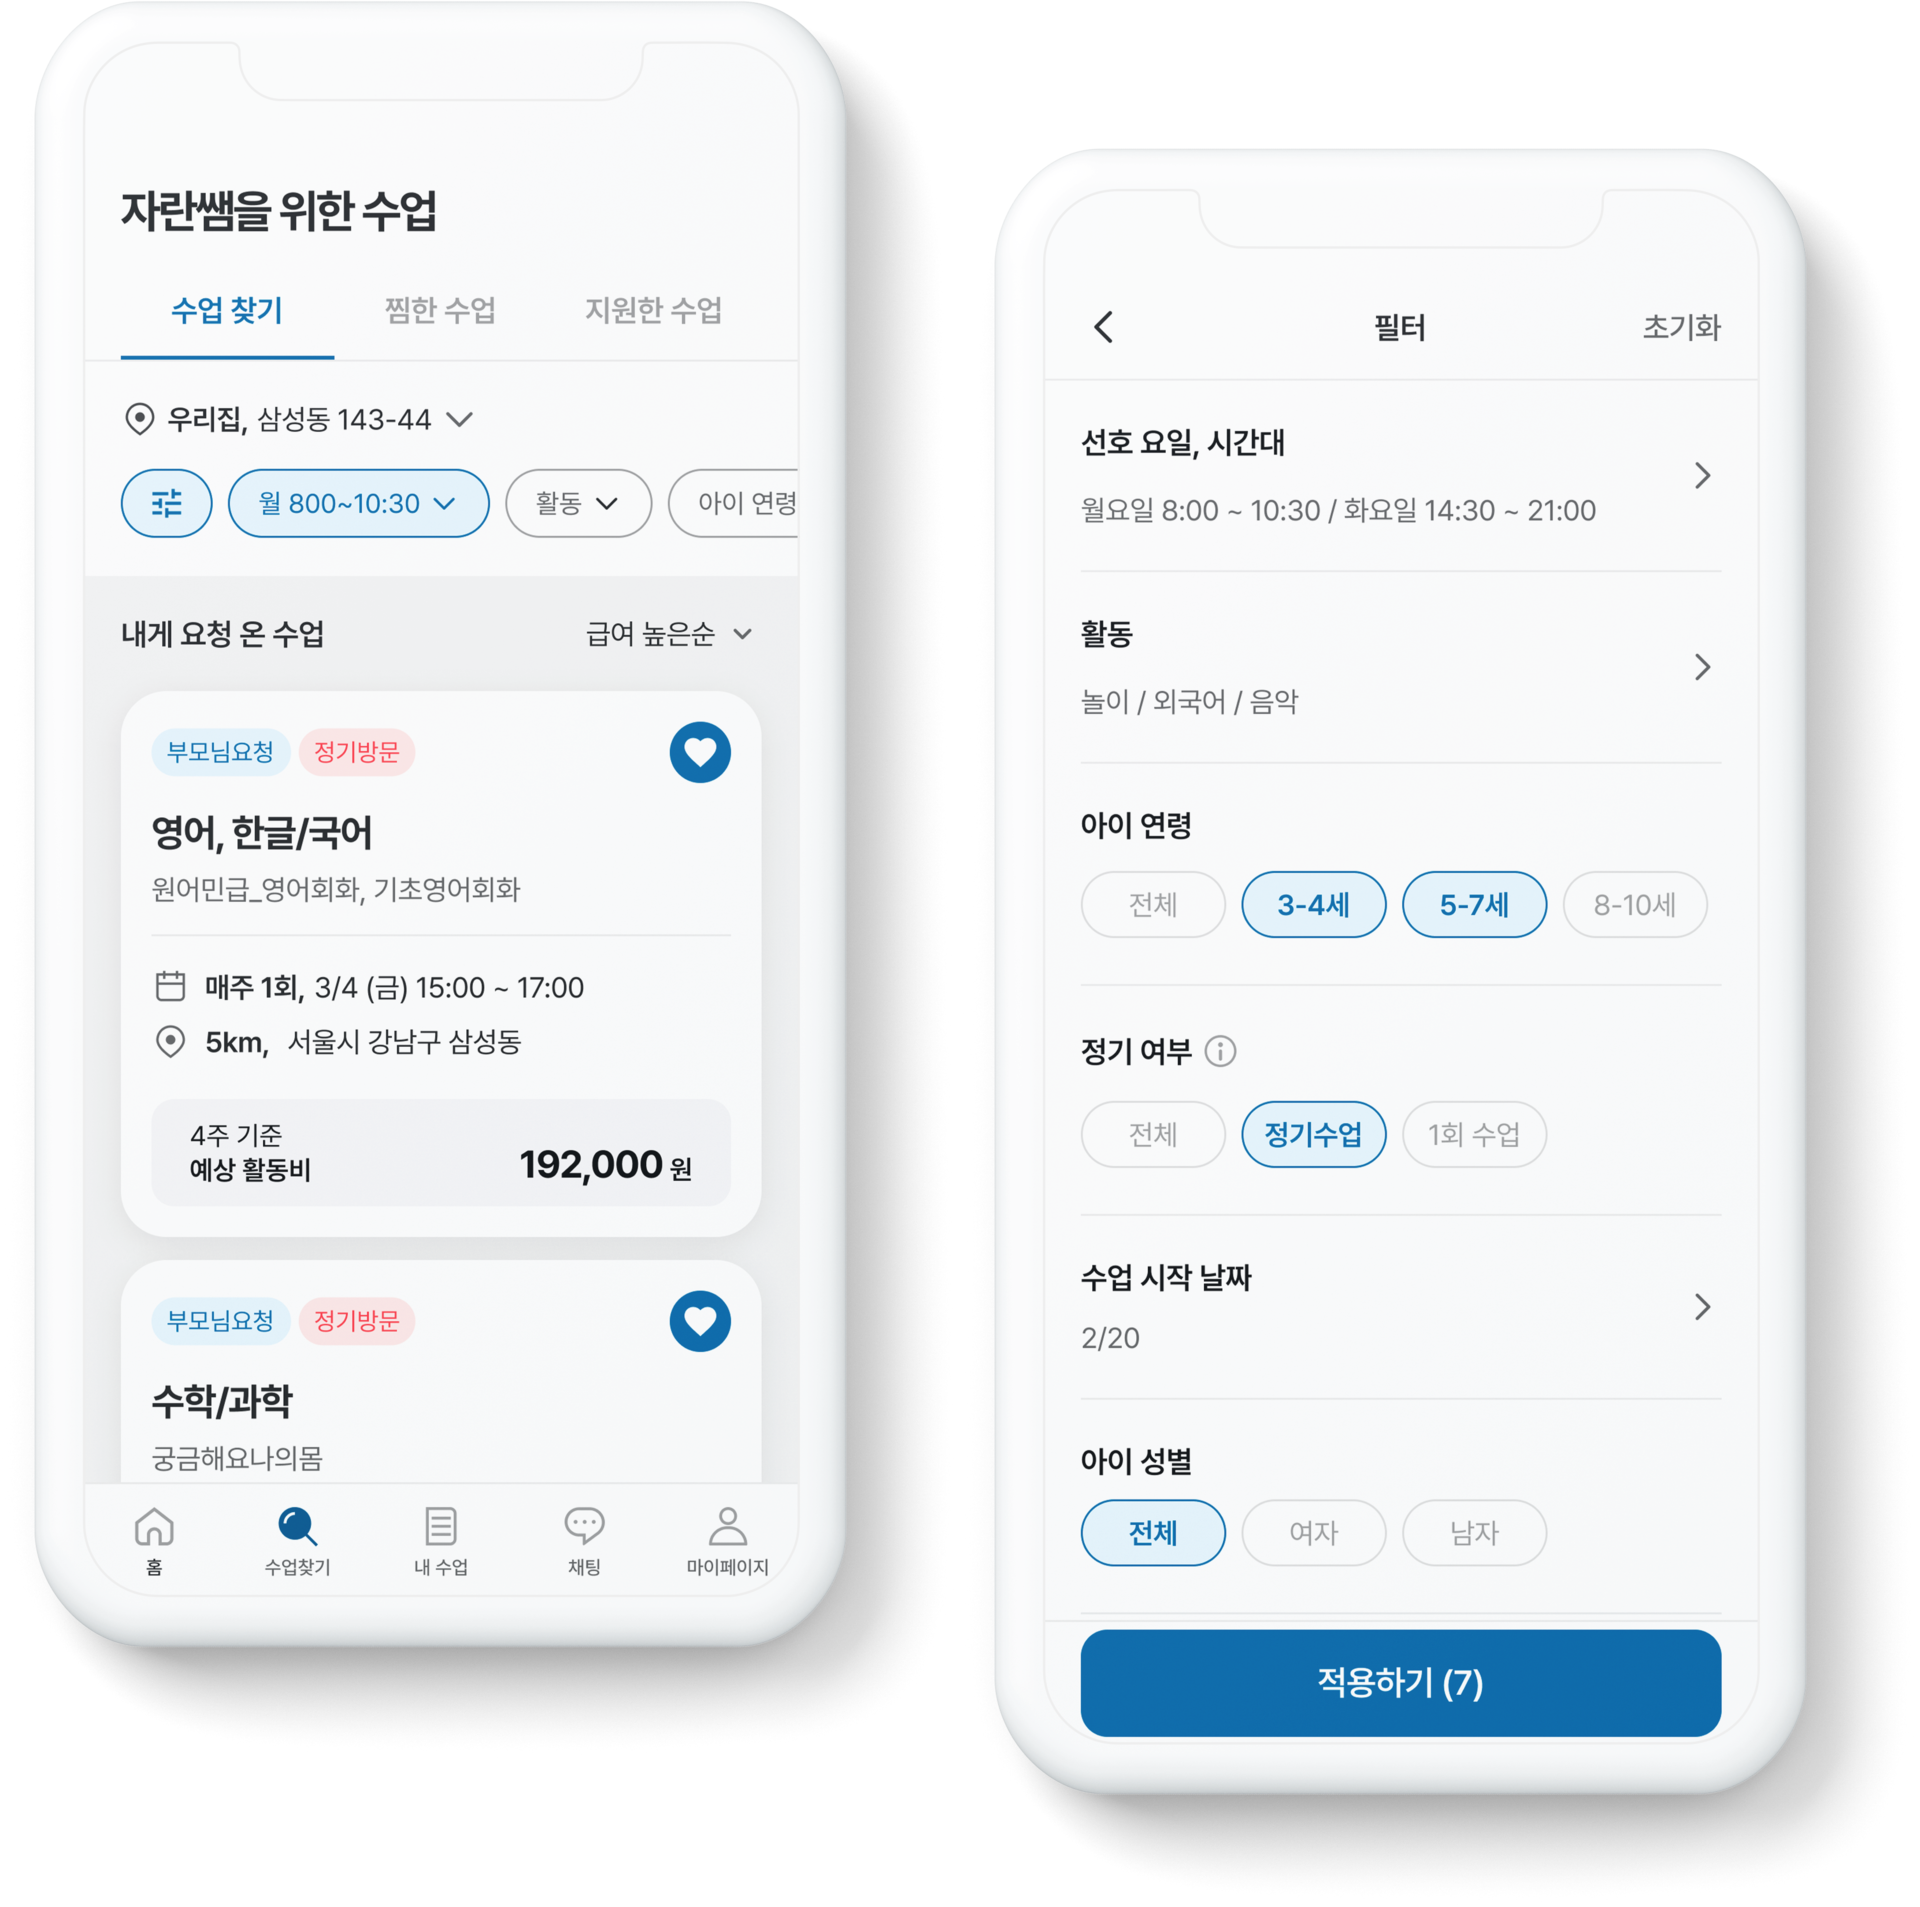 자란쌤을 위한 수업
수업 찾기 찜한 수업 지원한 수업
우리집, 삼성동 143-44
월 800~10:30 활동 아이 연령
내게 요청 온 수업 급여 높은순
부모님요청 정기방문
영어, 한글/국어
원어민급_영어회화, 기초영어회화
매주 1회, 3/4 (금) 15:00 ~ 17:00
5km, 서울시 강남구 삼성동
4주 기준
예상 활동비 192,000 원
부모님요청 정기방문
수학/과학
궁금해요나의몸
홈 수업찾기 내 수업 채팅 마이페이지
필터 초기화
선호 요일, 시간대
월요일 8:00 ~ 10:30 / 화요일 14:30 ~ 21:00
활동
놀이 / 외국어 / 음악
아이 연령
전체 3-4세 5-7세 8-10세
정기 여부
전체 정기수업 1회 수업
수업 시작 날짜
2/20
아이 성별
전체 여자 남자
적용하기 (7)